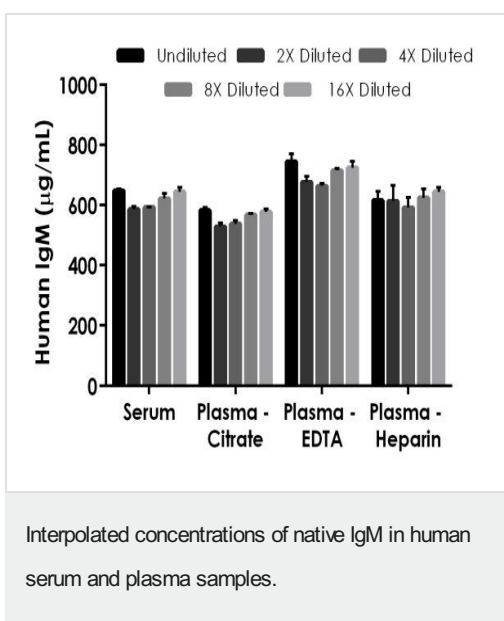 Undiluted 2X Diluted 4X Diluted
8X Diluted 16X Diluted
Human IgM (µg/mL)
1000
800
600
400
200
0
Serum Plasma - Plasma - Plasma -
Citrate EDTA Heparin
Interpolated concentrations of native IgM in human
serum and plasma samples.